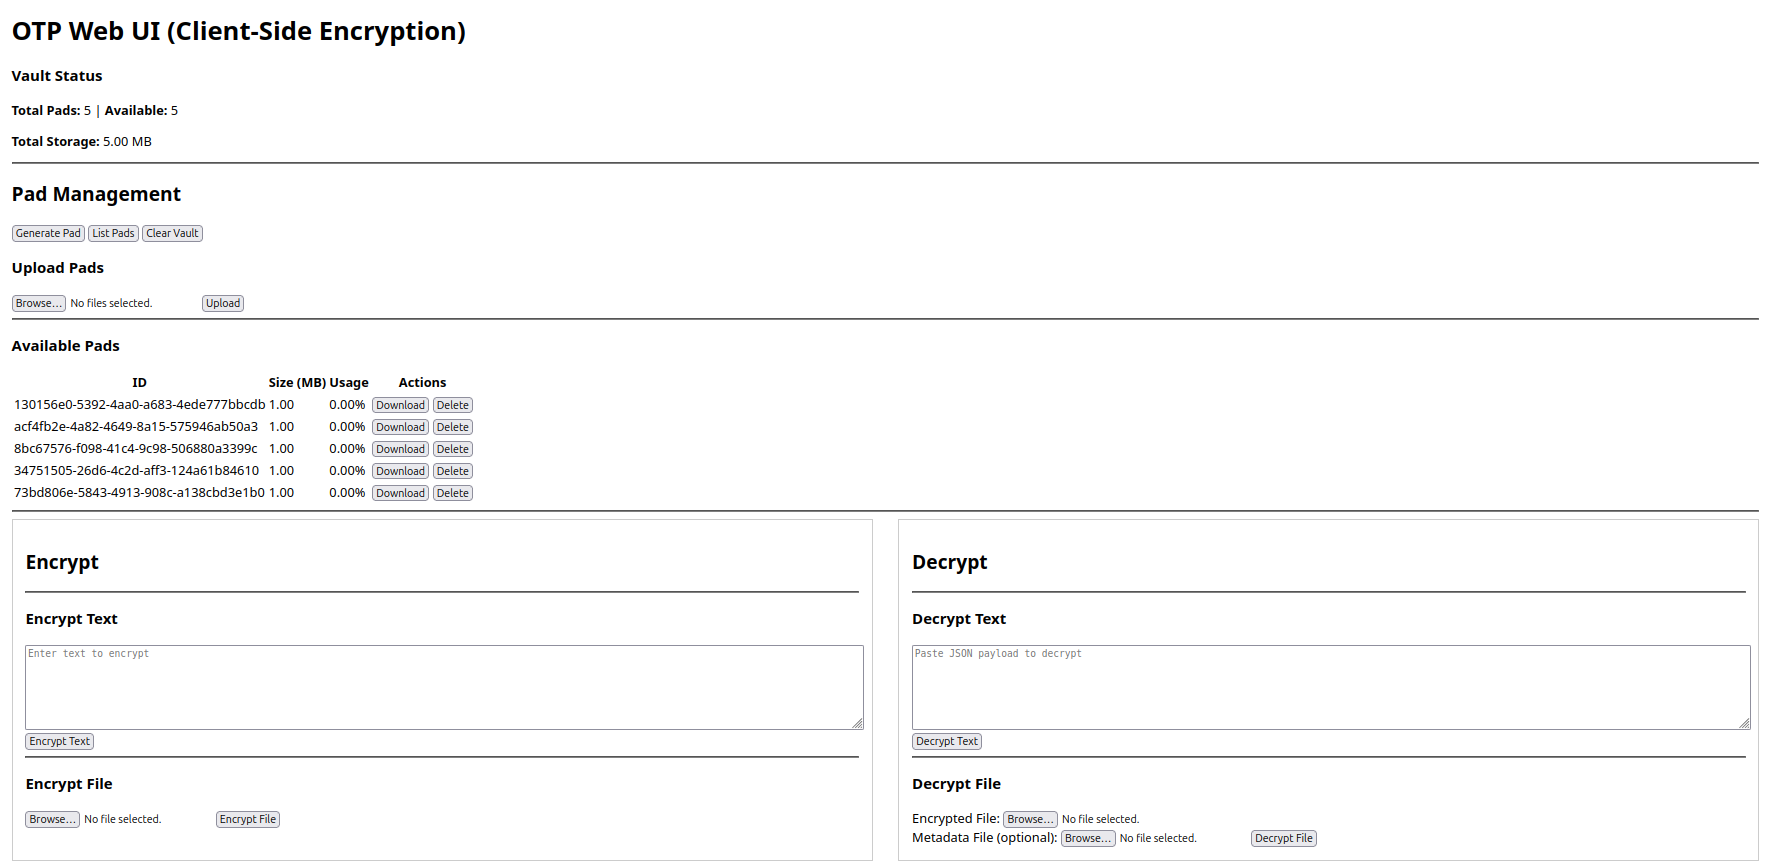 OTP Web UI (Client-Side Encryption)
Vault Status
Total Pads: 5 | Available: 5
Total Storage: 5.00 MB
Pad Management
Generate Pad List Pads Clear Vault
Upload Pads
Browse... No files selected. Upload
Available Pads
ID Size (MB) Usage Actions
130156e0-5392-4aa0-a683-4ede777bbcdb 1.00 0.00% Download Delete
acf4fb2e-4a82-4649-8a15-575946ab50a3 1.00 0.00% Download Delete
8bc67576-f098-41c4-9c98-506880a3399c 1.00 0.00% Download Delete
34751505-26d6-4c2d-aff3-124a61b84610 1.00 0.00% Download Delete
73bd806e-5843-4913-908c-a138cbd3e1b0 1.00 0.00% Download Delete
Encrypt
Encrypt Text
Enter text to encrypt
Encrypt Text
Encrypt File
Browse... No file selected. Encrypt File
Decrypt
Decrypt Text
Paste JSON payload to decrypt
Decrypt Text
Decrypt File
Encrypted File: Browse... No file selected.
Metadata File (optional): Browse... No file selected. Decrypt File